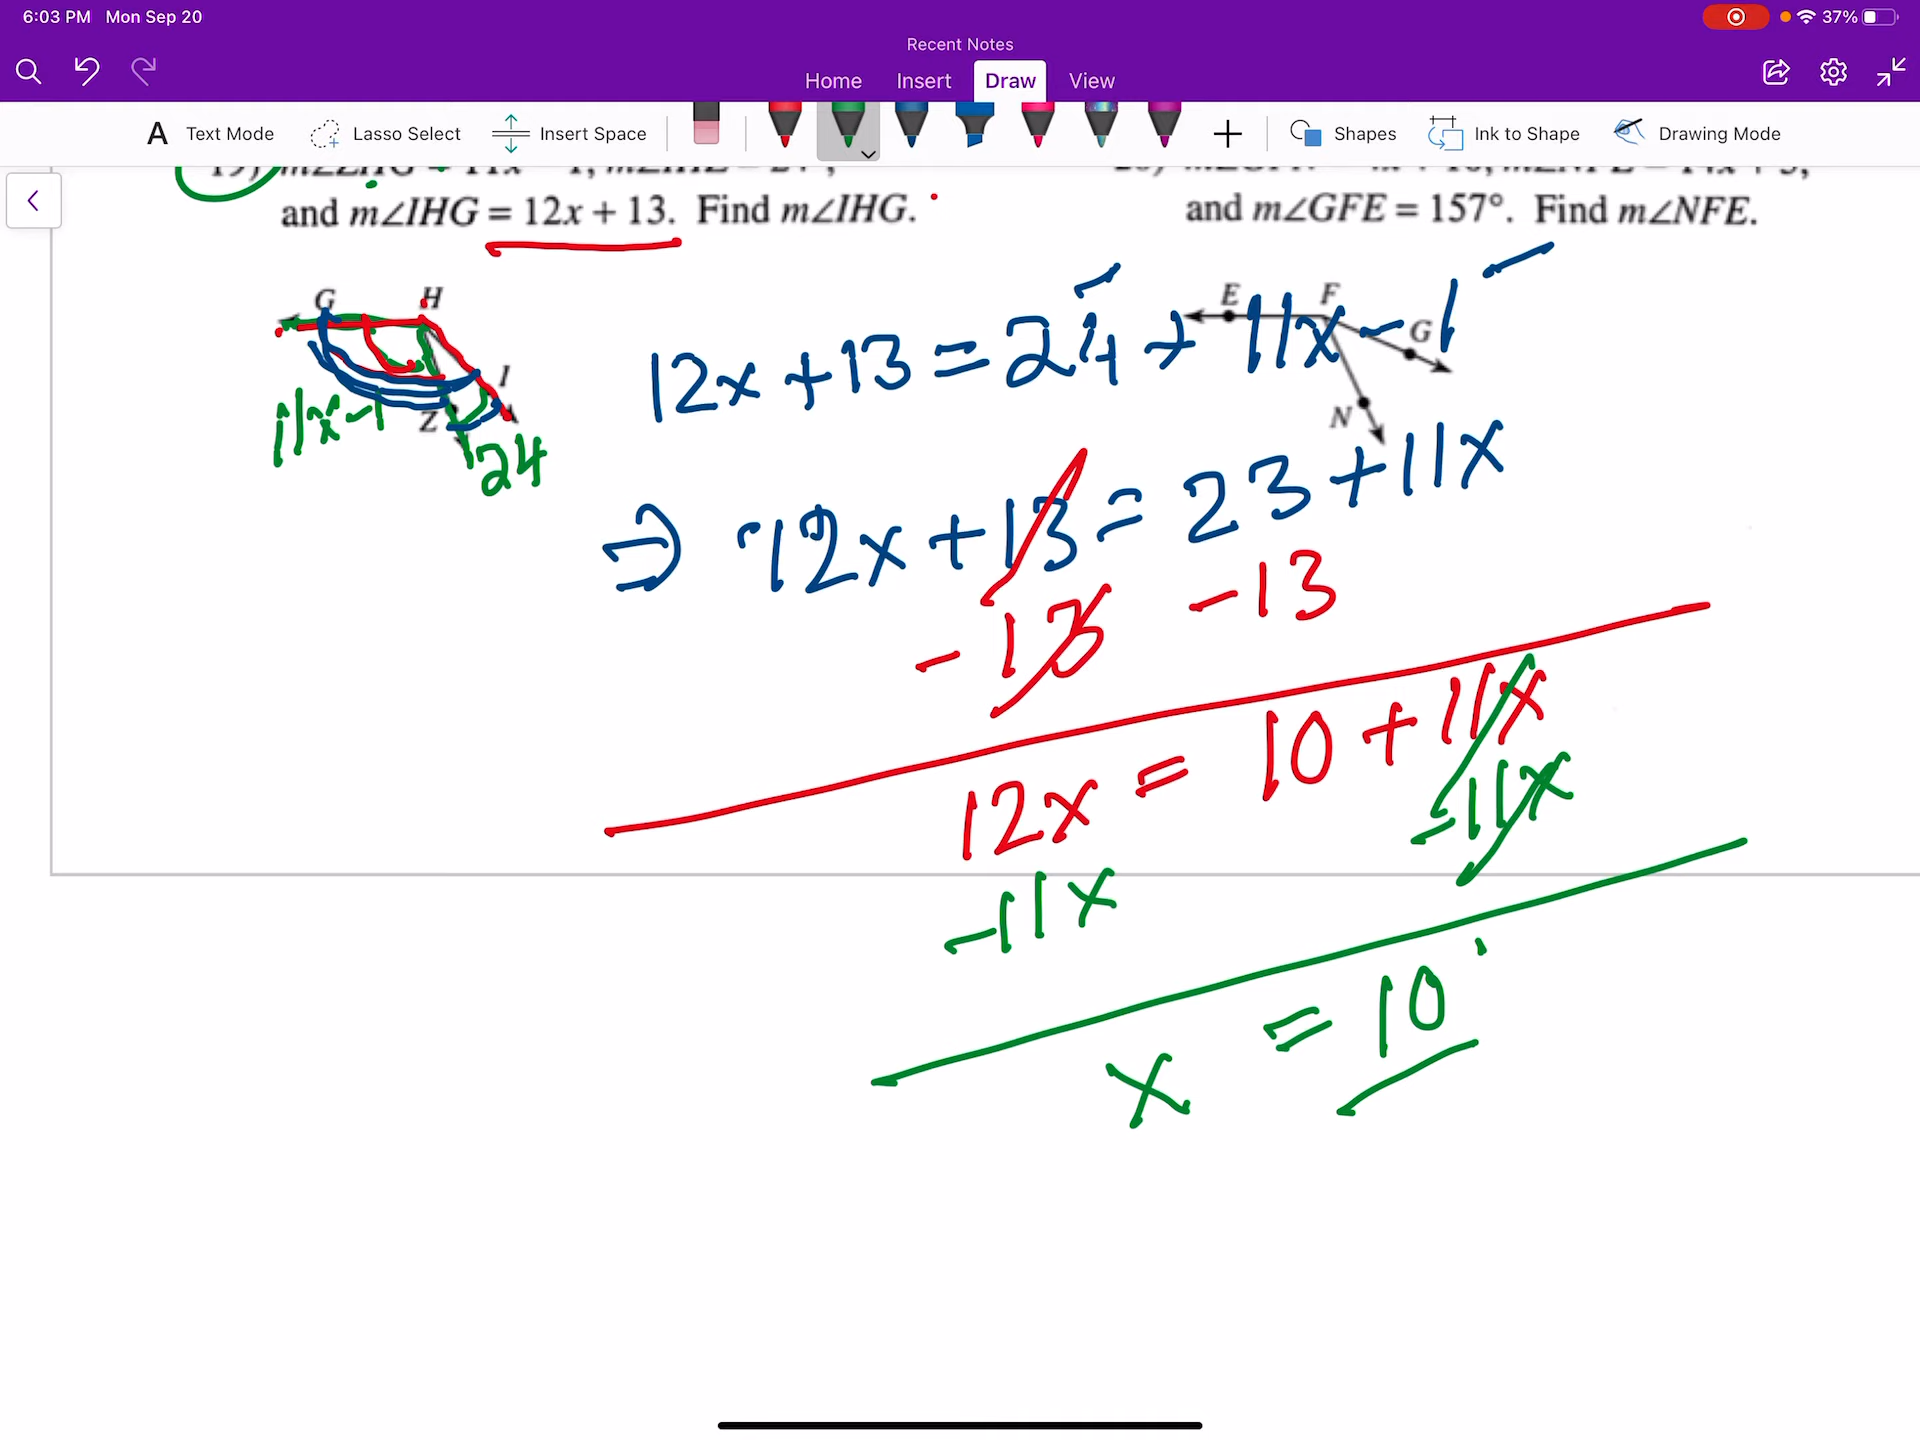 6:03 PM Mon Sep 20
37%
Recent Notes
Home Insert Draw View
A Text Mode Lasso Select Insert Space Shapes Ink to Shape Drawing Mode
and m∠IHG = 12x + 13. Find m∠IHG.
and m∠GFE = 157°. Find m∠NFE.
G H
I
Z
11x-1
24
E F
G
N
12x+13=24+11x-1
⇒ 12x+13=23+11x
-13 -13
12x = 10+11x
-11x -11x
x = 10